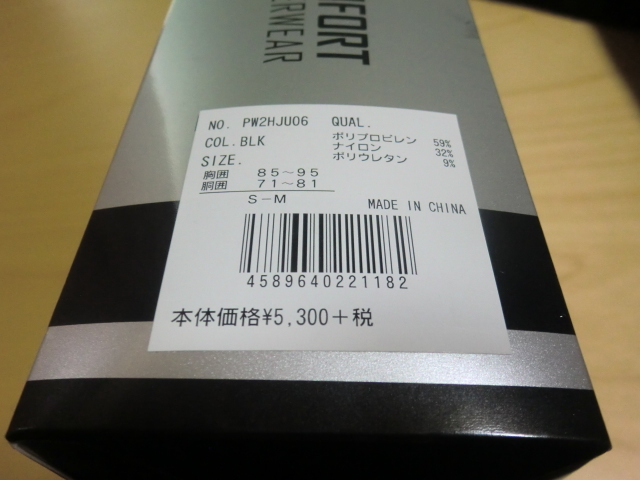 NFORT
ERWEAR
NO. PW2HJU06
COL.BLK
SIZE.
胸囲 85～95
胴囲 71～81
S-M
QUAL.
ポリプロピレン 59%
ナイロン 32%
ポリウレタン 9%
MADE IN CHINA
4589640221182
本体価格¥5,300+税